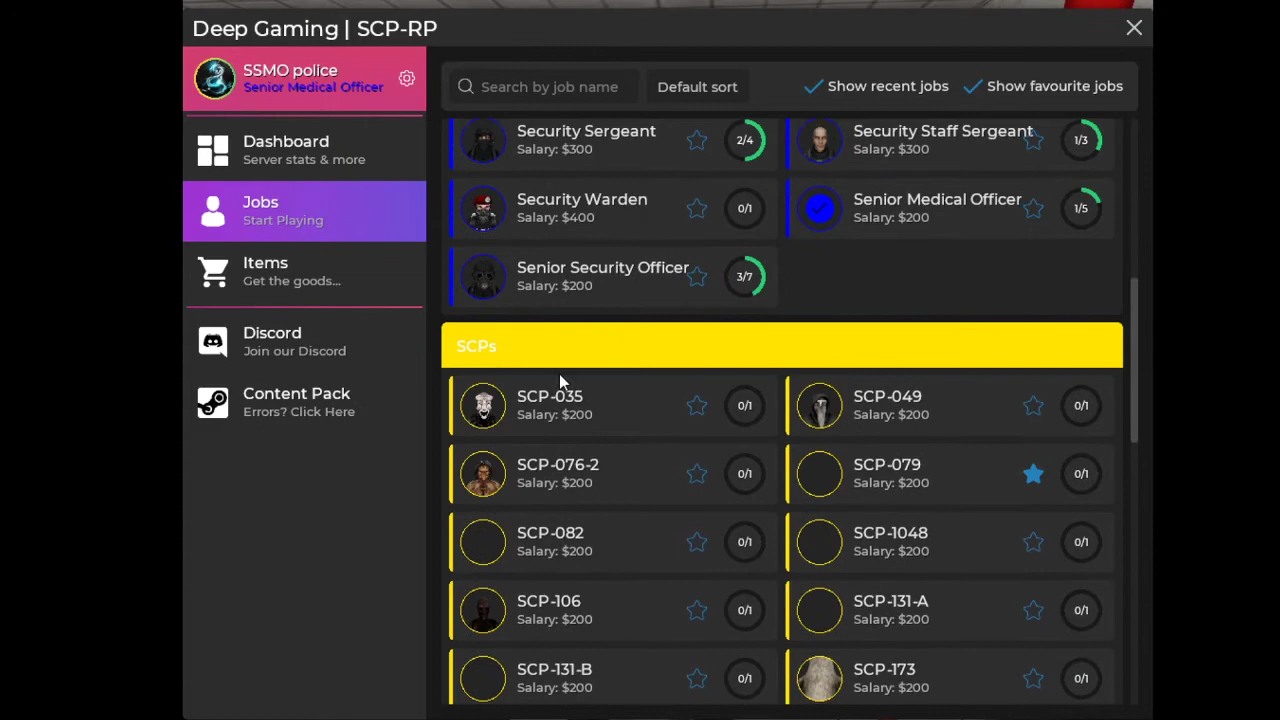 Deep Gaming | SCP-RP
SSMO police
Senior Medical Officer
Dashboard
Server stats & more
Jobs
Start Playing
Items
Get the goods...
Discord
Join our Discord
Content Pack
Errors? Click Here
Search by job name
Default sort
Show recent jobs
Show favourite jobs
Security Sergeant
Salary: $300
2/4
Security Staff Sergeant
Salary: $300
1/3
Security Warden
Salary: $400
0/1
Senior Medical Officer
Salary: $200
1/5
Senior Security Officer
Salary: $200
3/7
SCPs
SCP-035
Salary: $200
0/1
SCP-049
Salary: $200
0/1
SCP-076-2
Salary: $200
0/1
SCP-079
Salary: $200
0/1
SCP-082
Salary: $200
0/1
SCP-1048
Salary: $200
0/1
SCP-106
Salary: $200
0/1
SCP-131-A
Salary: $200
0/1
SCP-131-B
Salary: $200
0/1
SCP-173
Salary: $200
0/1